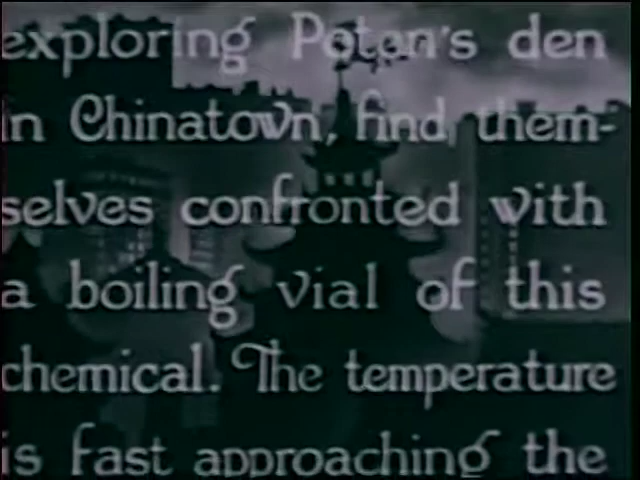 exploring Poten's den
in Chinatown, find them-
selves confronted with
a boiling vial of this
chemical. The temperature
is fast approaching the